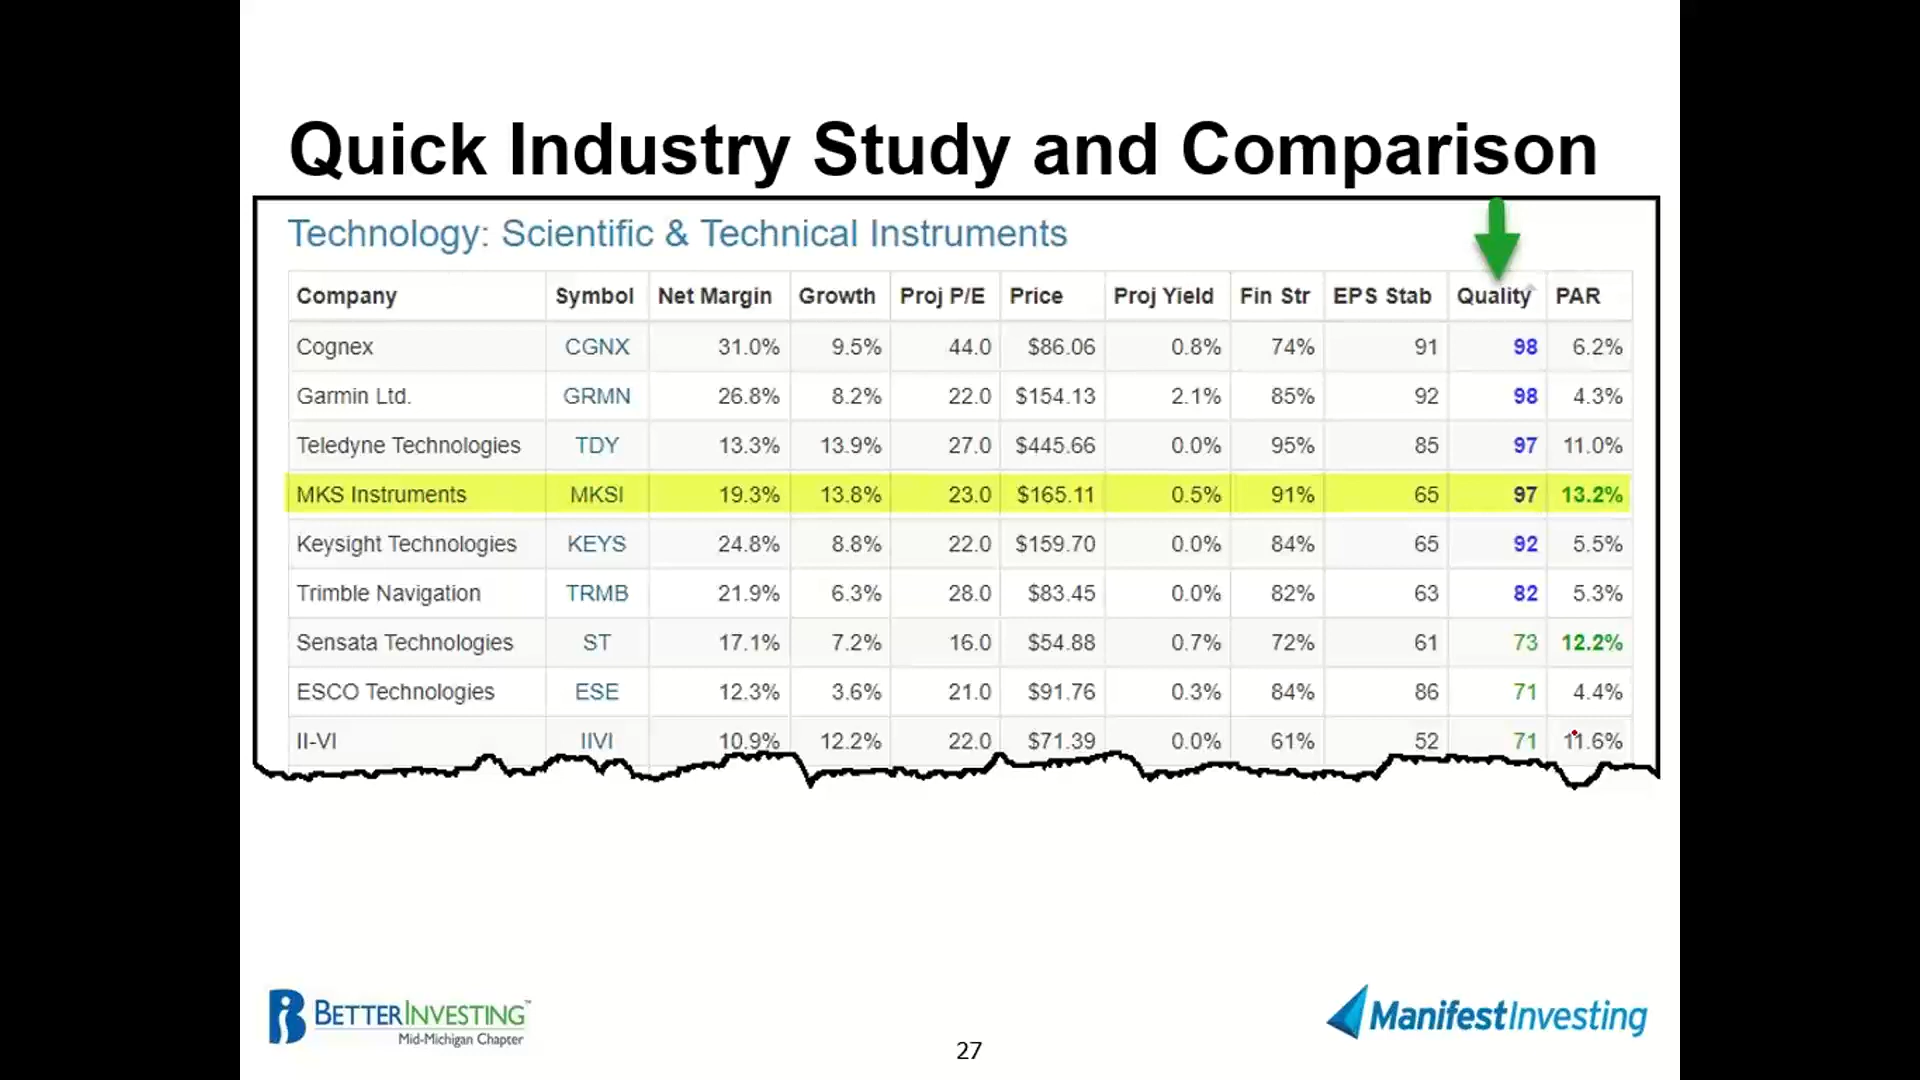 Quick Industry Study and Comparison
Technology: Scientific & Technical Instruments
Company Symbol Net Margin Growth Proj P/E Price Proj Yield Fin Str EPS Stab Quality PAR
Cognex CGNX 31.0% 9.5% 44.0 $86.06 0.8% 74% 91 98 6.2%
Garmin Ltd. GRMN 26.8% 8.2% 22.0 $154.13 2.1% 85% 92 98 4.3%
Teledyne Technologies TDY 13.3% 13.9% 27.0 $445.66 0.0% 95% 85 97 11.0%
MKS Instruments MKSI 19.3% 13.8% 23.0 $165.11 0.5% 91% 65 97 13.2%
Keysight Technologies KEYS 24.8% 8.8% 22.0 $159.70 0.0% 84% 65 92 5.5%
Trimble Navigation TRMB 21.9% 6.3% 28.0 $83.45 0.0% 82% 63 82 5.3%
Sensata Technologies ST 17.1% 7.2% 16.0 $54.88 0.7% 72% 61 73 12.2%
ESCO Technologies ESE 12.3% 3.6% 21.0 $91.76 0.3% 84% 86 71 4.4%
II-VI IIVI 10.9% 12.2% 22.0 $71.39 0.0% 61% 52 71 11.6%
BETTERINVESTING™
Mid-Michigan Chapter
ManifestInvesting
27